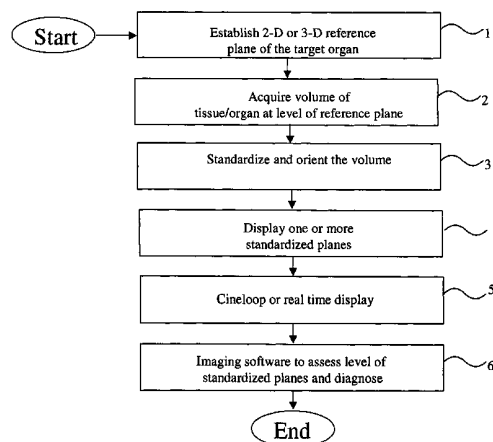 Start
Establish 2-D or 3-D reference
plane of the target organ
1
Acquire volume of
tissue/organ at level of reference plane
2
Standardize and orient the volume
3
Display one or more
standardized planes
Cineloop or real time display
5
Imaging software to assess level of
standardized planes and diagnose
6
End